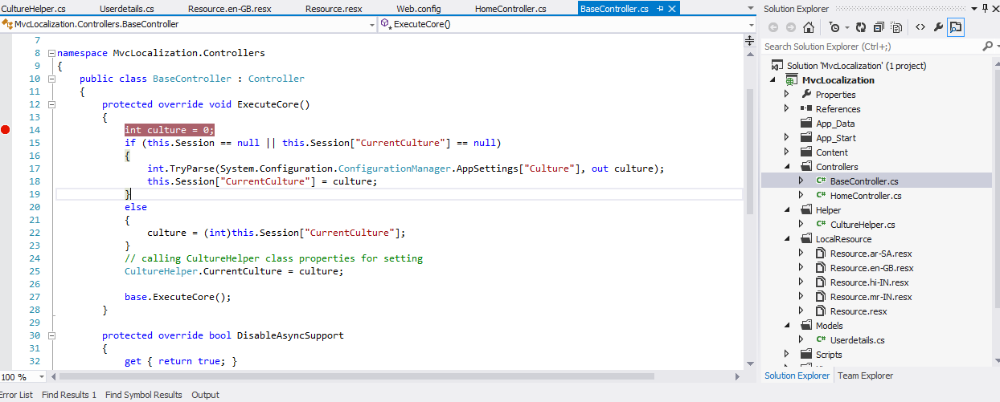 CultureHelper.cs Userdetails.cs Resource.en-GB.resx Resource.resx Web.config HomeController.cs BaseController.cs
MvcLocalization.Controllers.BaseController ExecuteCore()
7
8 namespace MvcLocalization.Controllers
9 {
10 public class BaseController : Controller
11 {
12 protected override void ExecuteCore()
13 {
14 int culture = 0;
15 if (this.Session == null || this.Session["CurrentCulture"] == null)
16 {
17 int.TryParse(System.Configuration.ConfigurationManager.AppSettings["Culture"], out culture);
18 this.Session["CurrentCulture"] = culture;
19 }
20 else
21 {
22 culture = (int)this.Session["CurrentCulture"];
23 }
24 // calling CultureHelper class properties for setting
25 CultureHelper.CurrentCulture = culture;
26
27 base.ExecuteCore();
28 }
29
30 protected override bool DisableAsyncSupport
31 {
32 get { return true; }
100 %
Error List Find Results 1 Find Symbol Results Output
Solution Explorer
Search Solution Explorer (Ctrl+;)
Solution 'MvcLocalization' (1 project)
MvcLocalization
Properties
References
App_Data
App_Start
Content
Controllers
C# BaseController.cs
C# HomeController.cs
Helper
C# CultureHelper.cs
LocalResource
Resource.ar-SA.resx
Resource.en-GB.resx
Resource.hi-IN.resx
Resource.mr-IN.resx
Resource.resx
Models
C# Userdetails.cs
Scripts
Solution Explorer Team Explorer